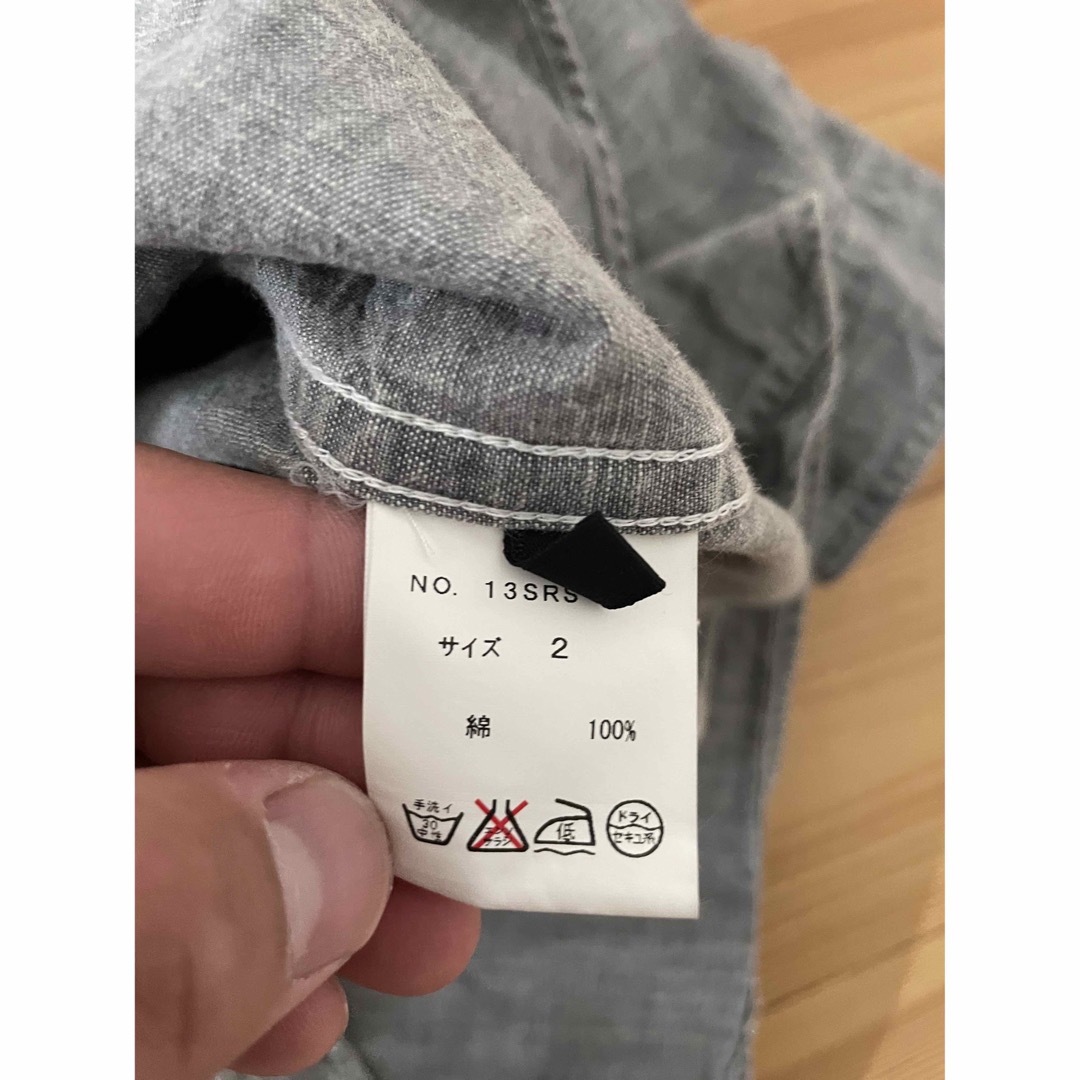 NO. 13SRS
サイズ 2
綿 100%
手洗イ
30
中性
エンソ
サラシ
低
ドライ
セキユ系